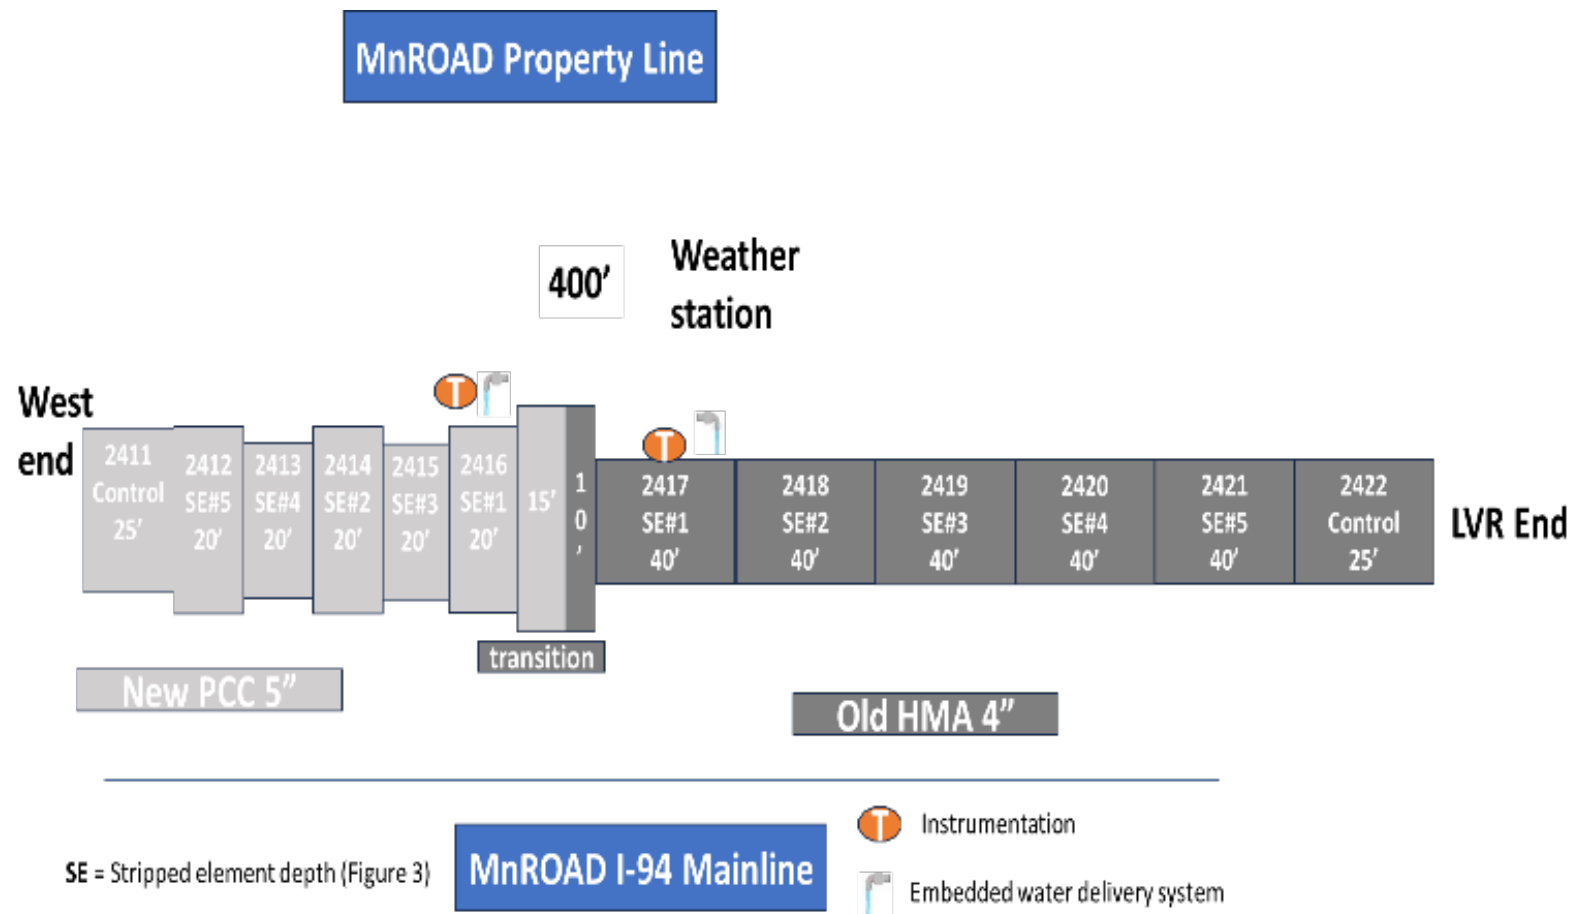 MnROAD Property Line
400’
Weather
station
West
end
T
T
2411
Control
25’
2412
SE#5
20’
2413
SE#4
20’
2414
SE#2
20’
2415
SE#3
20’
2416
SE#1
20’
15’
1
0
’
2417
SE#1
40’
2418
SE#2
40’
2419
SE#3
40’
2420
SE#4
40’
2421
SE#5
40’
2422
Control
25’
LVR End
transition
New PCC 5”
Old HMA 4”
SE = Stripped element depth (Figure 3)
MnROAD I-94 Mainline
T Instrumentation
Embedded water delivery system